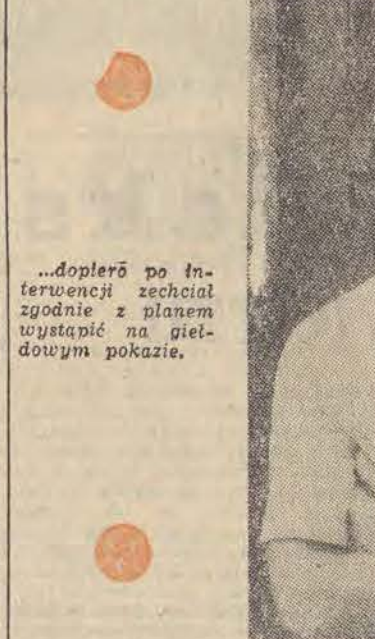 ...dopiero po in-
terwencji zechciał
zgodnie z planem
wystąpić na gieł-
dowym pokazie.